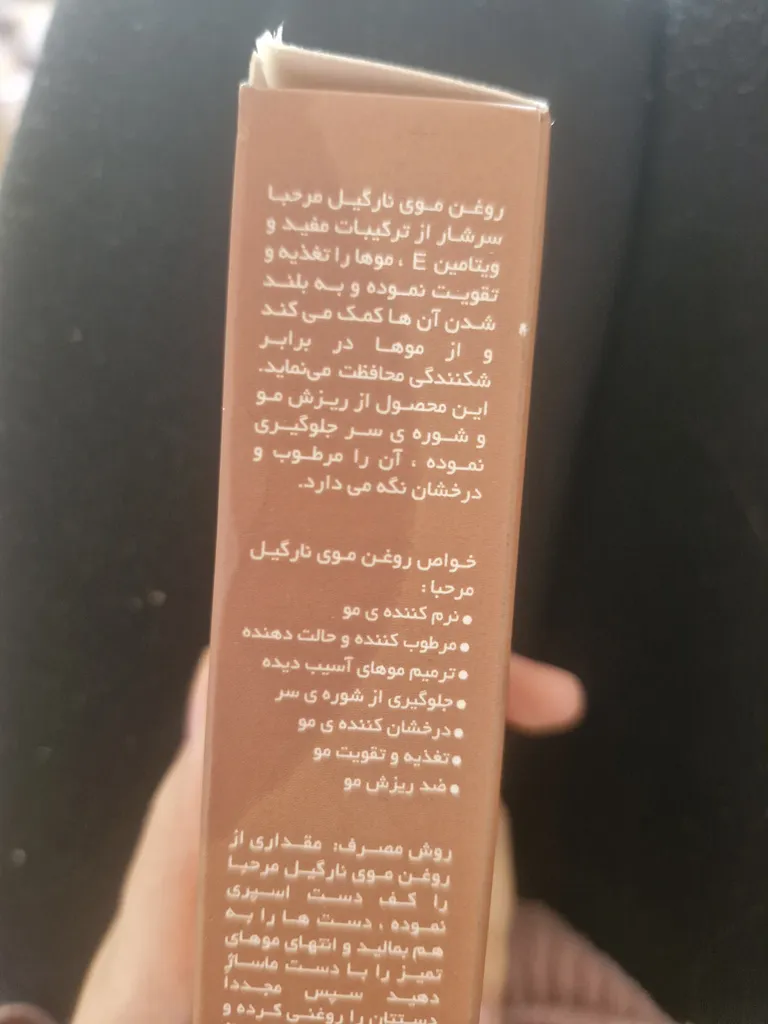 روغن موی نارگیل مرحبا
سرشار از ترکیبات مفید و
ویتامین E ، موها را تغذیه و
تقویت نموده و به بلند
شدن آن ها کمک می کند
و از موها در برابر
شکنندگی محافظت می‌نماید.
این محصول از ریزش مو
و شوره ی سر جلوگیری
نموده ، آن را مرطوب و
درخشان نگه می دارد.
خواص روغن موی نارگیل
مرحبا :
● نرم کننده ی مو
● مرطوب کننده و حالت دهنده
● ترمیم موهای آسیب دیده
● جلوگیری از شوره ی سر
● درخشان کننده ی مو
● تغذیه و تقویت مو
● ضد ریزش مو
روش مصرف: مقداری از
روغن موی نارگیل مرحبا
را کف دست اسپری
نموده ، دست ها را به
هم بمالید و انتهای موهای
تمیز را با دست ماساژ
دهید سپس مجدداً
دستتان را روغنی کرده و